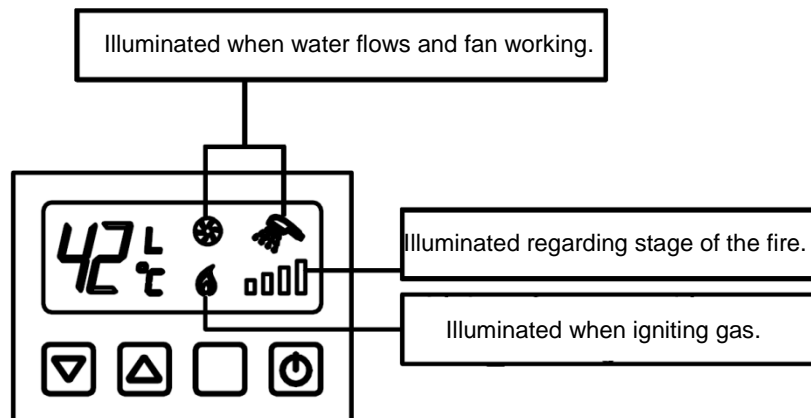 Illuminated when water flows and fan working.
42 L
°C
Illuminated regarding stage of the fire.
Illuminated when igniting gas.